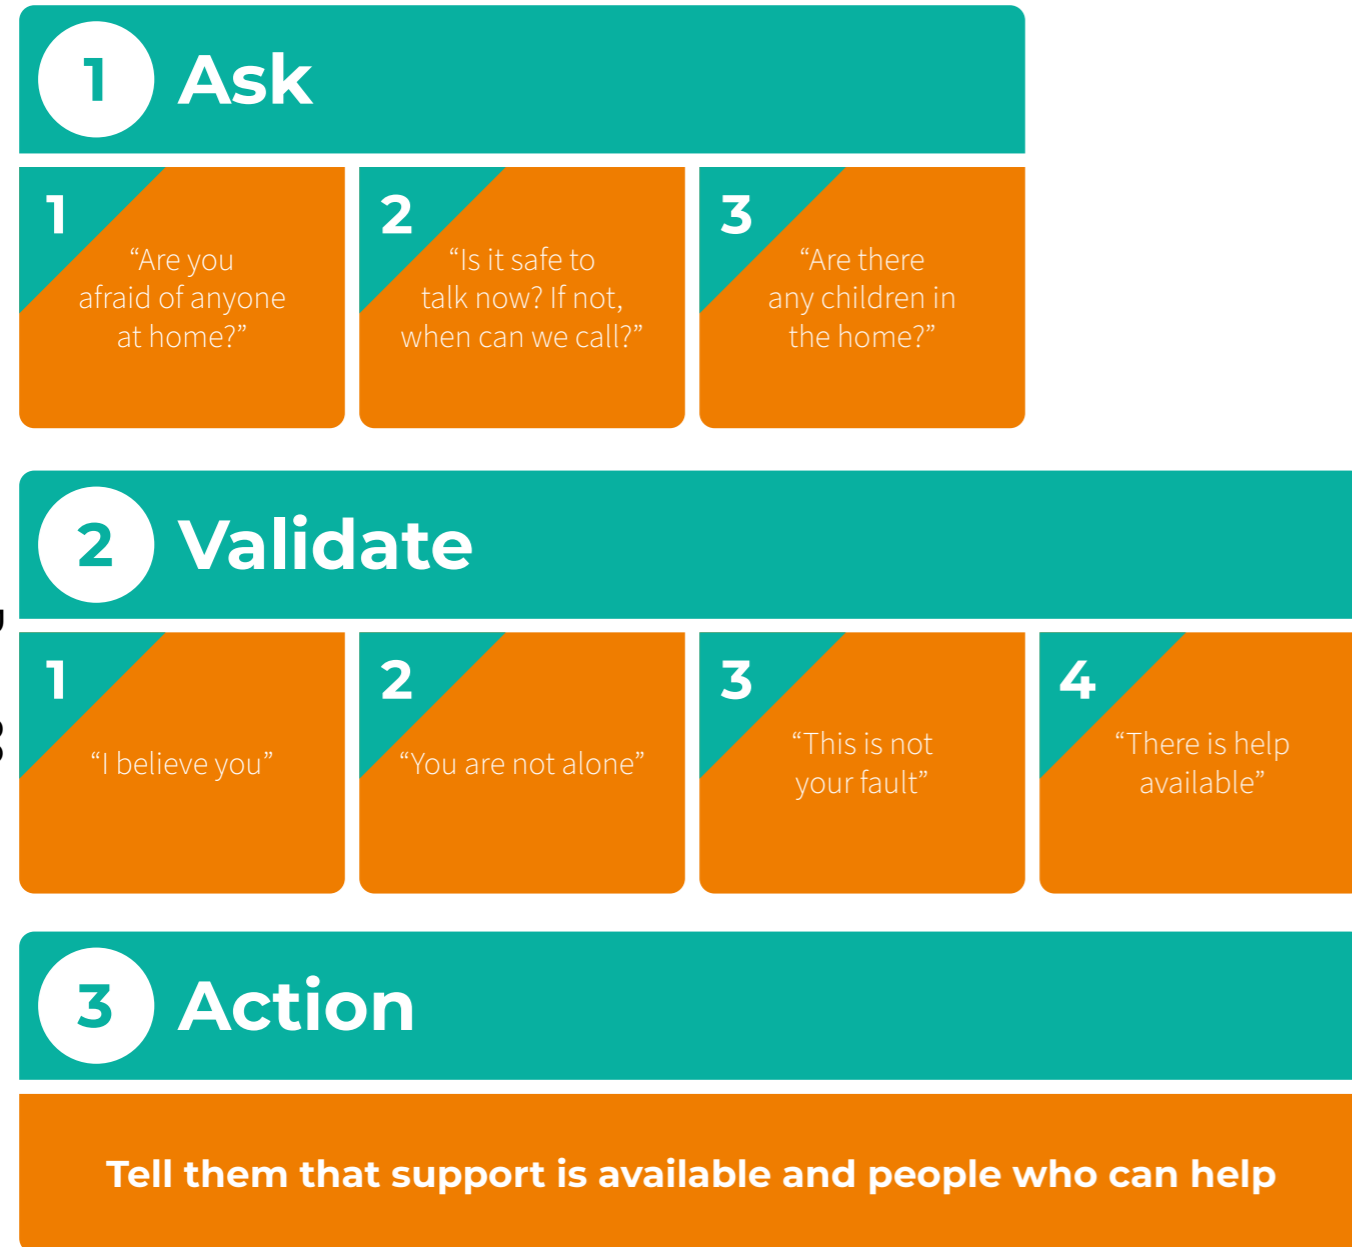 1 Ask
1
“Are you
afraid of anyone
at home?”
2
“Is it safe to
talk now? If not,
when can we call?”
3
“Are there
any children in
the home?”
2 Validate
1
“I believe you”
2
“You are not alone”
3
“This is not
your fault”
4
“There is help
available”
3 Action
Tell them that support is available and people who can help